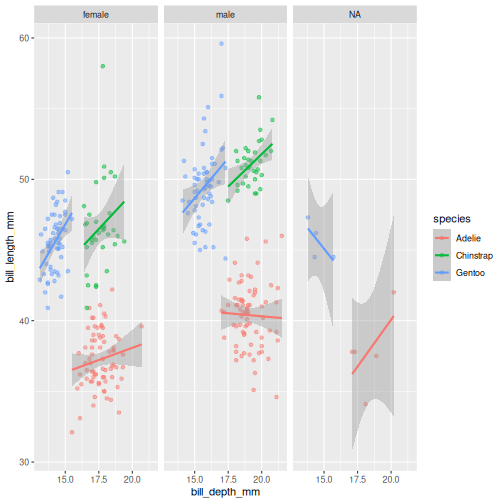 female male NA
60
50
40
30
bill_length_mm
15.0 17.5 20.0 15.0 17.5 20.0 15.0 17.5 20.0
bill_depth_mm
species
Adelie
Chinstrap
Gentoo